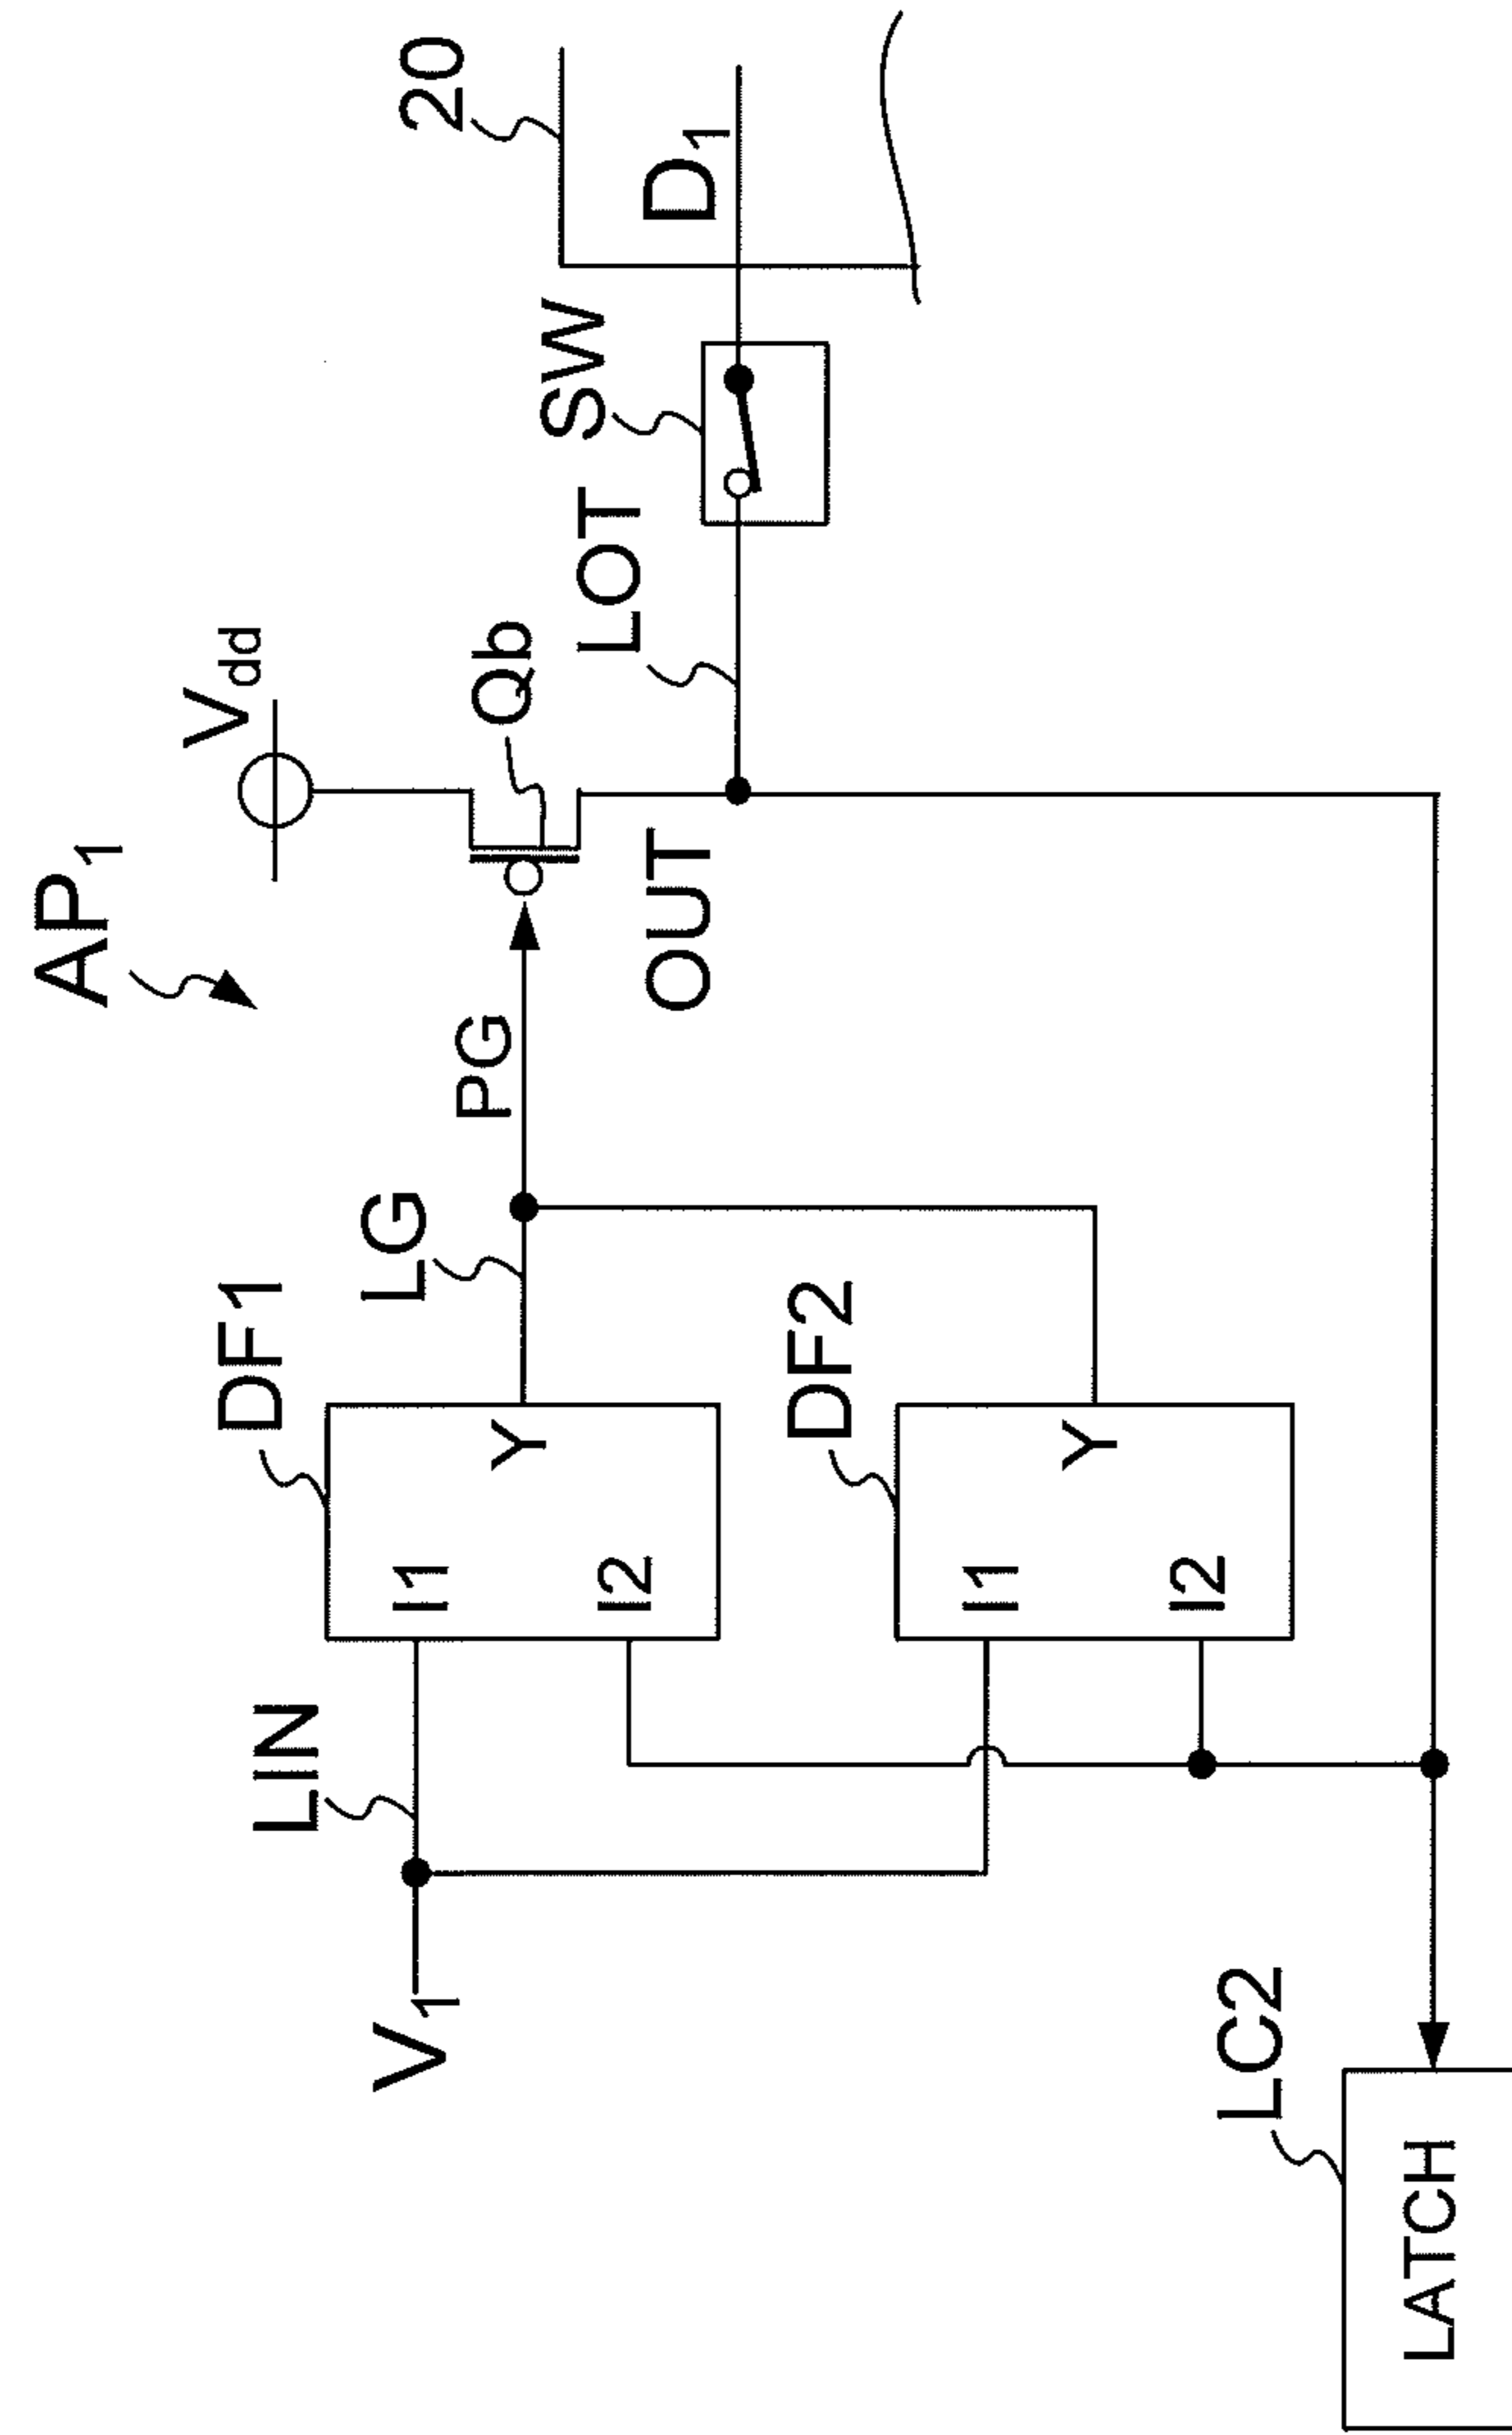 AP1
Vdd
20
DF1
LG
PG
Qb
SW
D1
LIN
V1
I1
Y
I2
OUT
LOT
DF2
I1
Y
I2
LC2
LATCH